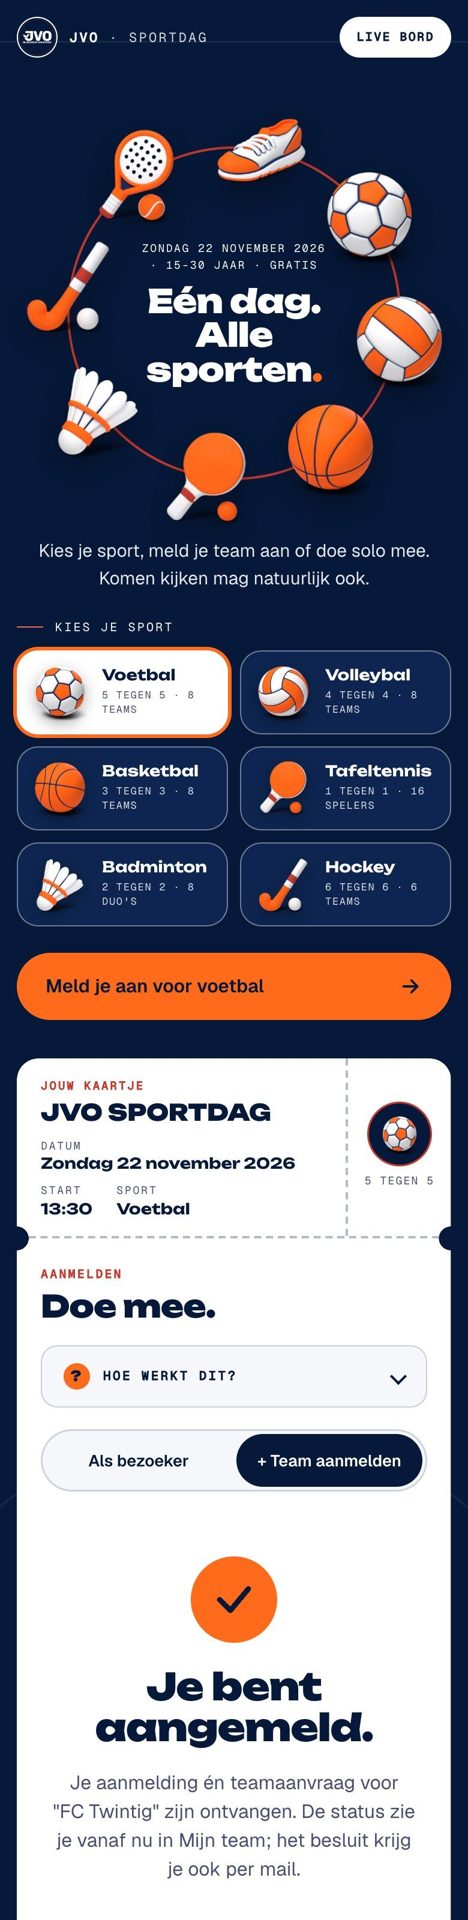 JVO
JVO · SPORTDAG
LIVE BORD
ZONDAG 22 NOVEMBER 2026
· 15-30 JAAR · GRATIS
Eén dag.
Alle
sporten.
Kies je sport, meld je team aan of doe solo mee.
Komen kijken mag natuurlijk ook.
KIES JE SPORT
Voetbal
5 TEGEN 5 · 8
TEAMS
Volleybal
4 TEGEN 4 · 8
TEAMS
Basketbal
3 TEGEN 3 · 8
TEAMS
Tafeltennis
1 TEGEN 1 · 16
SPELERS
Badminton
2 TEGEN 2 · 8
DUO'S
Hockey
6 TEGEN 6 · 6
TEAMS
Meld je aan voor voetbal
JOUW KAARTJE
JVO SPORTDAG
DATUM
Zondag 22 november 2026
START SPORT
13:30 Voetbal
5 TEGEN 5
AANMELDEN
Doe mee.
? HOE WERKT DIT?
Als bezoeker
+ Team aanmelden
Je bent
aangemeld.
Je aanmelding én teamaanvraag voor
"FC Twintig" zijn ontvangen. De status zie
je vanaf nu in Mijn team; het besluit krijg
je ook per mail.